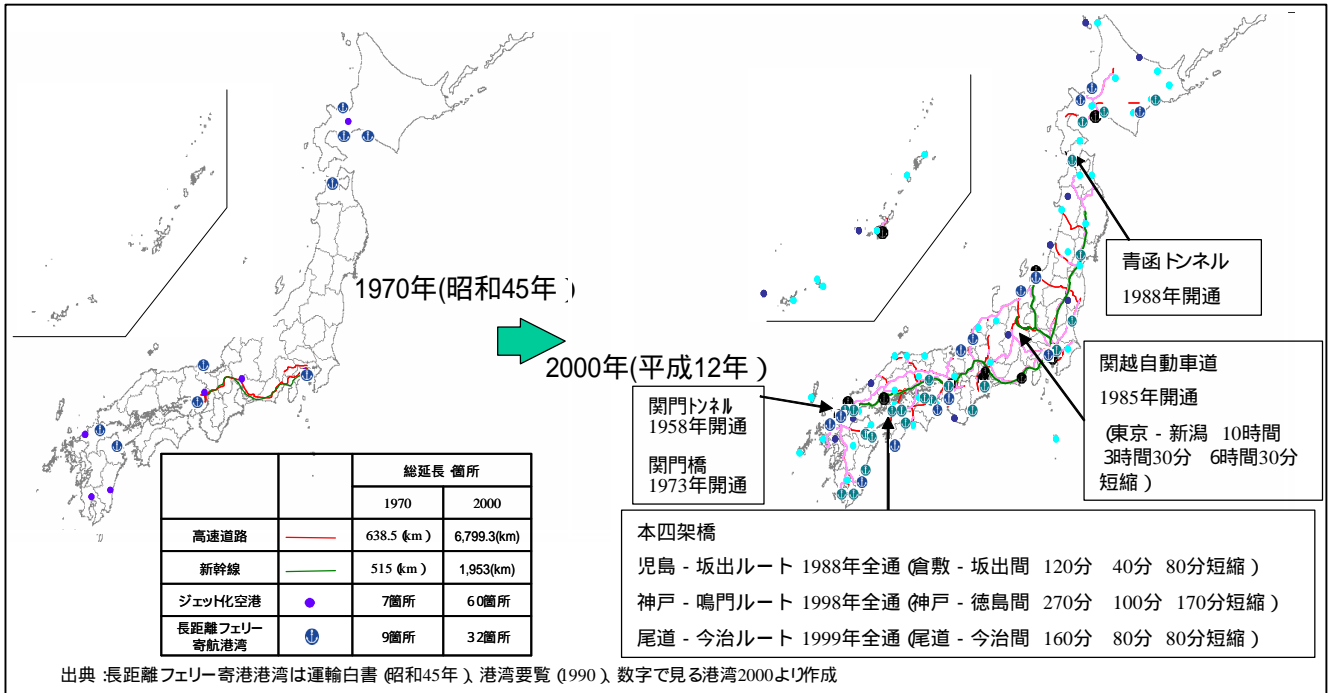 1970年(昭和45年)
2000年(平成12年)
総延長・箇所
1970 2000
高速道路 638.5(km) 6,799.3(km)
新幹線 515(km) 1,953(km)
ジェット化空港 7箇所 60箇所
長距離フェリー
寄航港湾 9箇所 32箇所
青函トンネル
1988年開通
関越自動車道
1985年開通
(東京 - 新潟 10時間
3時間30分 6時間30分
短縮)
関門トンネル
1958年開通
関門橋
1973年開通
本四架橋
児島 - 坂出ルート 1988年全通(倉敷 - 坂出間 120分 40分 80分短縮)
神戸 - 鳴門ルート 1998年全通(神戸 - 徳島間 270分 100分 170分短縮)
尾道 - 今治ルート 1999年全通(尾道 - 今治間 160分 80分 80分短縮)
出典:長距離フェリー寄港港湾は運輸白書(昭和45年)、港湾要覧(1990)、数字で見る港湾2000より作成